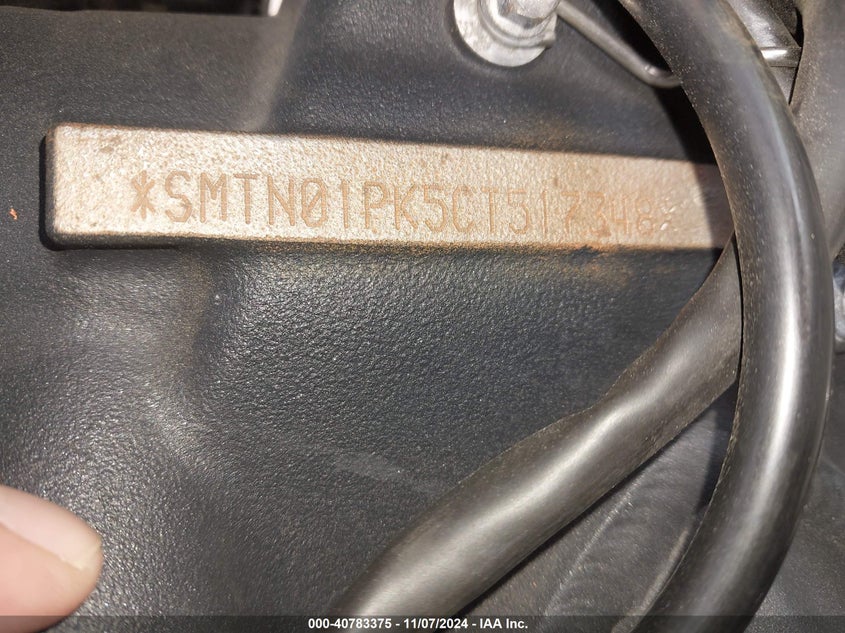 *SMTN01PK5CT517348*
000-40783375 - 11/07/2024 - IAA Inc.